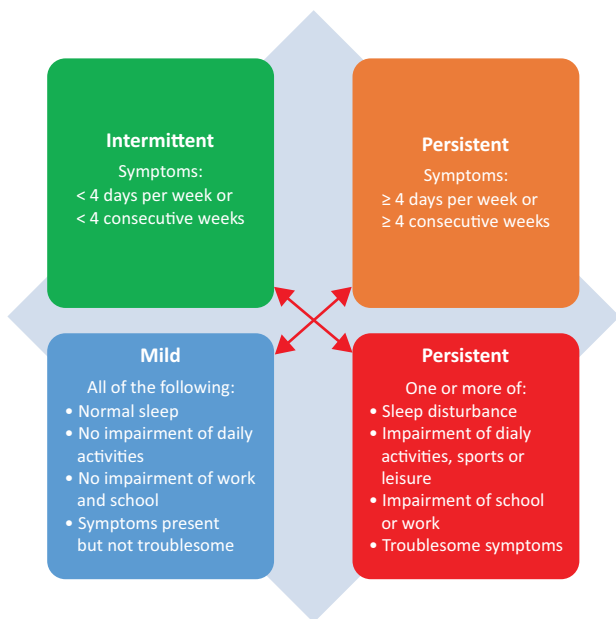 Intermittent
Symptoms:
< 4 days per week or
< 4 consecutive weeks
Persistent
Symptoms:
≥ 4 days per week or
≥ 4 consecutive weeks
Mild
All of the following:
• Normal sleep
• No impairment of daily
activities
• No impairment of work
and school
• Symptoms present
but not troublesome
Persistent
One or more of:
• Sleep disturbance
• Impairment of dialy
activities, sports or
leisure
• Impairment of school
or work
• Troublesome symptoms